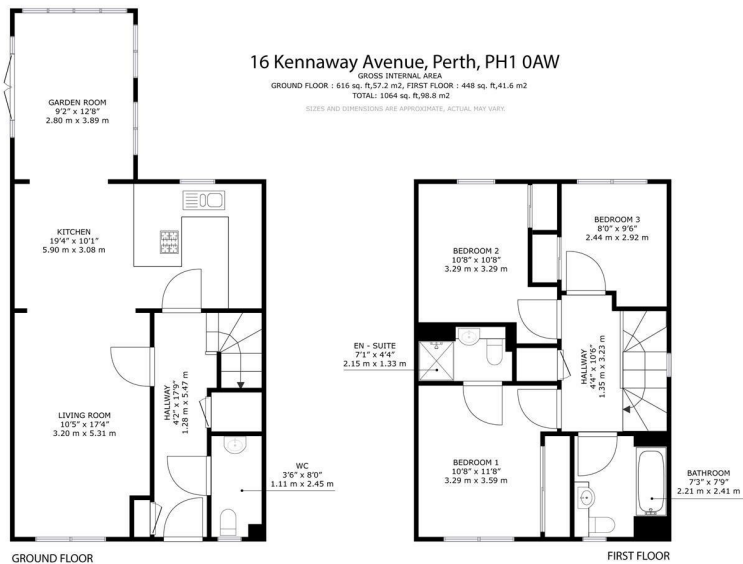 16 Kennaway Avenue, Perth, PH1 0AW
GROSS INTERNAL AREA
GROUND FLOOR : 616 sq. ft,57.2 m2, FIRST FLOOR : 448 sq. ft,41.6 m2
TOTAL: 1064 sq. ft,98.8 m2
SIZES AND DIMENSIONS ARE APPROXIMATE, ACTUAL MAY VARY.
GARDEN ROOM
9'2" x 12'8"
2.80 m x 3.89 m
KITCHEN
19'4" x 10'1"
5.90 m x 3.08 m
LIVING ROOM
10'5" x 17'4"
3.20 m x 5.31 m
HALLWAY
4'2" x 17'9"
1.28 m x 5.47 m
WC
3'6" x 8'0"
1.11 m x 2.45 m
GROUND FLOOR
BEDROOM 2
10'8" x 10'8"
3.29 m x 3.29 m
BEDROOM 3
8'0" x 9'6"
2.44 m x 2.92 m
EN - SUITE
7'1" x 4'4"
2.15 m x 1.33 m
HALLWAY
4'4" x 10'6"
1.35 m x 3.23 m
BEDROOM 1
10'8" x 11'8"
3.29 m x 3.59 m
BATHROOM
7'3" x 7'9"
2.21 m x 2.41 m
FIRST FLOOR